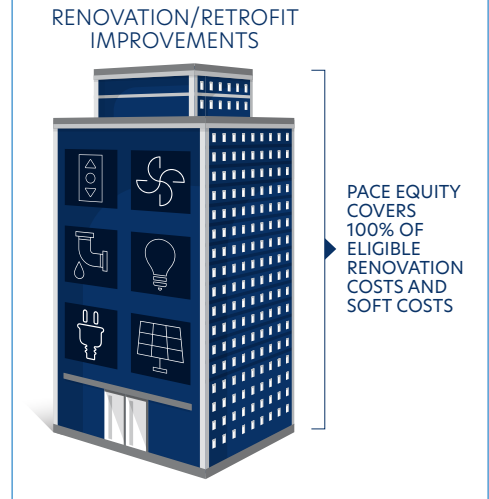 RENOVATION/RETROFIT
IMPROVEMENTS
PACE EQUITY
COVERS
100% OF
ELIGIBLE
RENOVATION
COSTS AND
SOFT COSTS